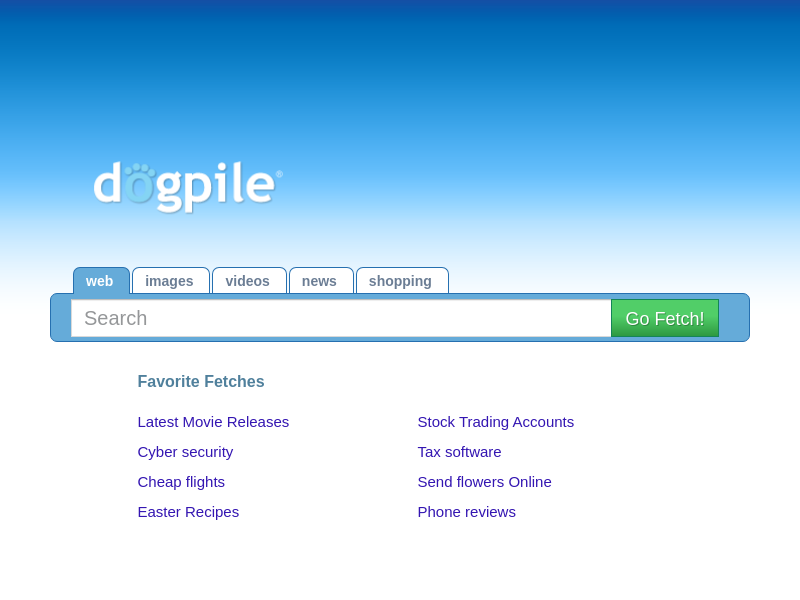 dogpile®
web images videos news shopping
Search Go Fetch!
Favorite Fetches
Latest Movie Releases Stock Trading Accounts
Cyber security Tax software
Cheap flights Send flowers Online
Easter Recipes Phone reviews